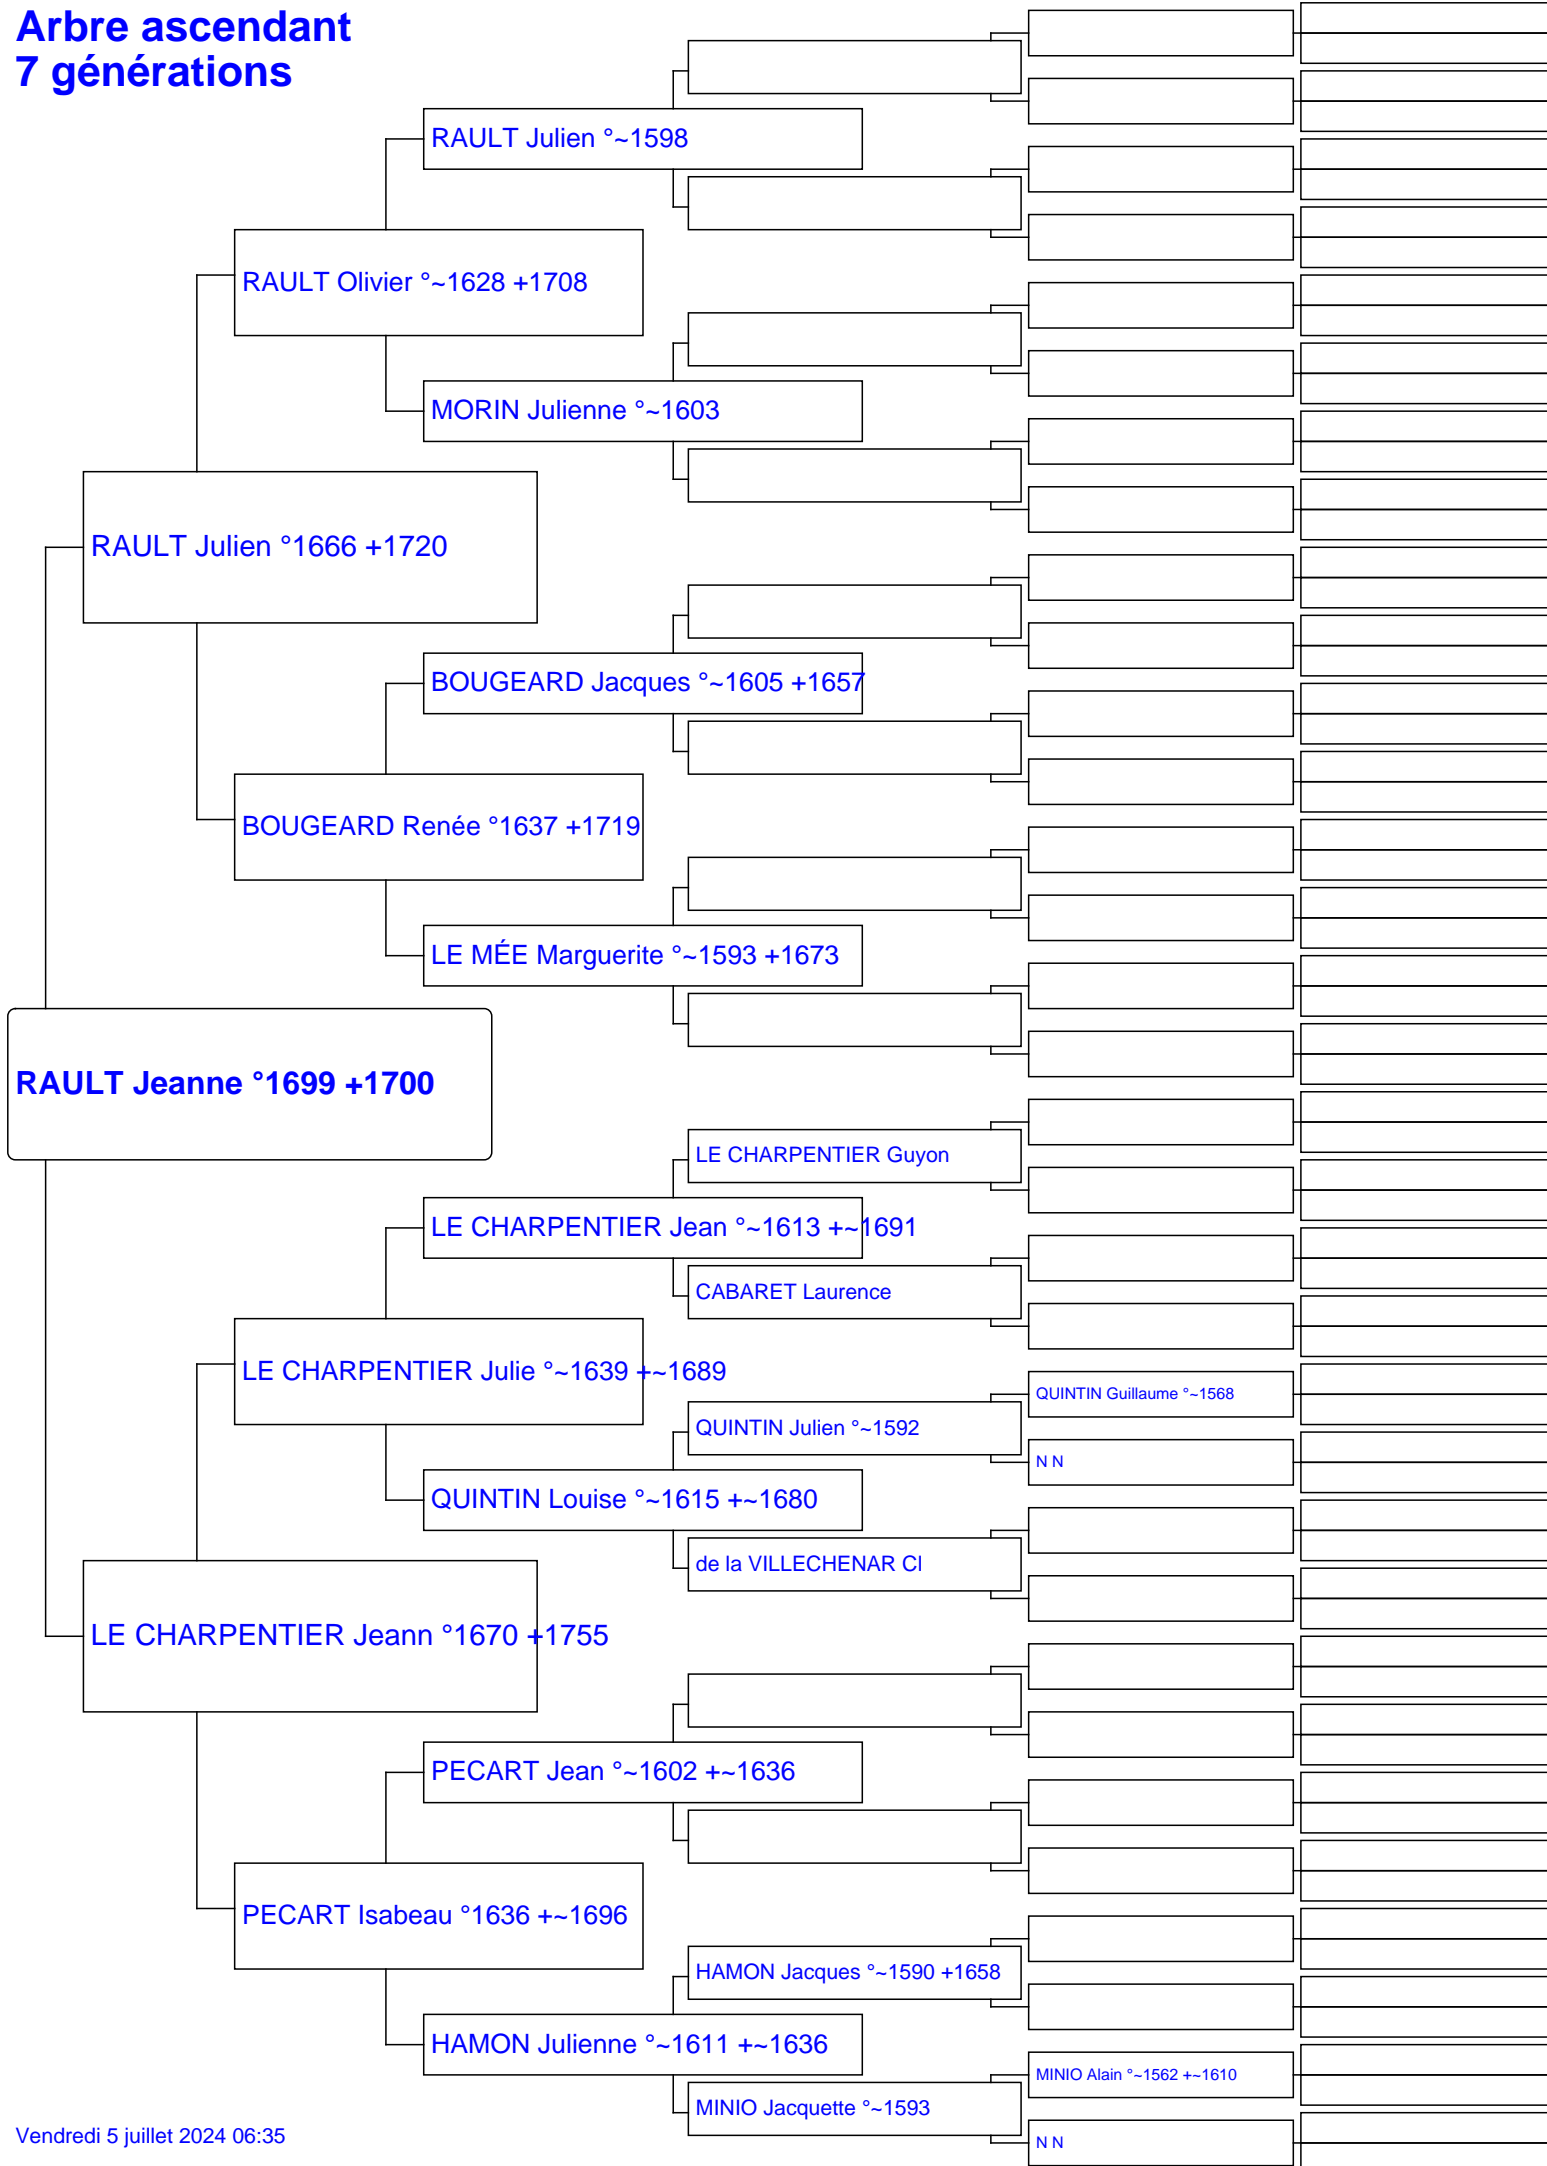 Arbre ascendant
7 générations
RAULT Julien °~1598
RAULT Olivier °~1628 +1708
MORIN Julienne °~1603
RAULT Julien °1666 +1720
BOUGEARD Jacques °~1605 +1657
BOUGEARD Renée °1637 +1719
LE MÉE Marguerite °~1593 +1673
RAULT Jeanne °1699 +1700
LE CHARPENTIER Guyon
LE CHARPENTIER Jean °~1613 +~1691
CABARET Laurence
LE CHARPENTIER Julie °~1639 +~1689
QUINTIN Guillaume °~1568
QUINTIN Julien °~1592
N N
QUINTIN Louise °~1615 +~1680
de la VILLECHENAR Cl
LE CHARPENTIER Jeann °1670 +1755
PECART Jean °~1602 +~1636
PECART Isabeau °1636 +~1696
HAMON Jacques °~1590 +1658
HAMON Julienne °~1611 +~1636
MINIO Alain °~1562 +~1610
MINIO Jacquette °~1593
N N
Vendredi 5 juillet 2024 06:35